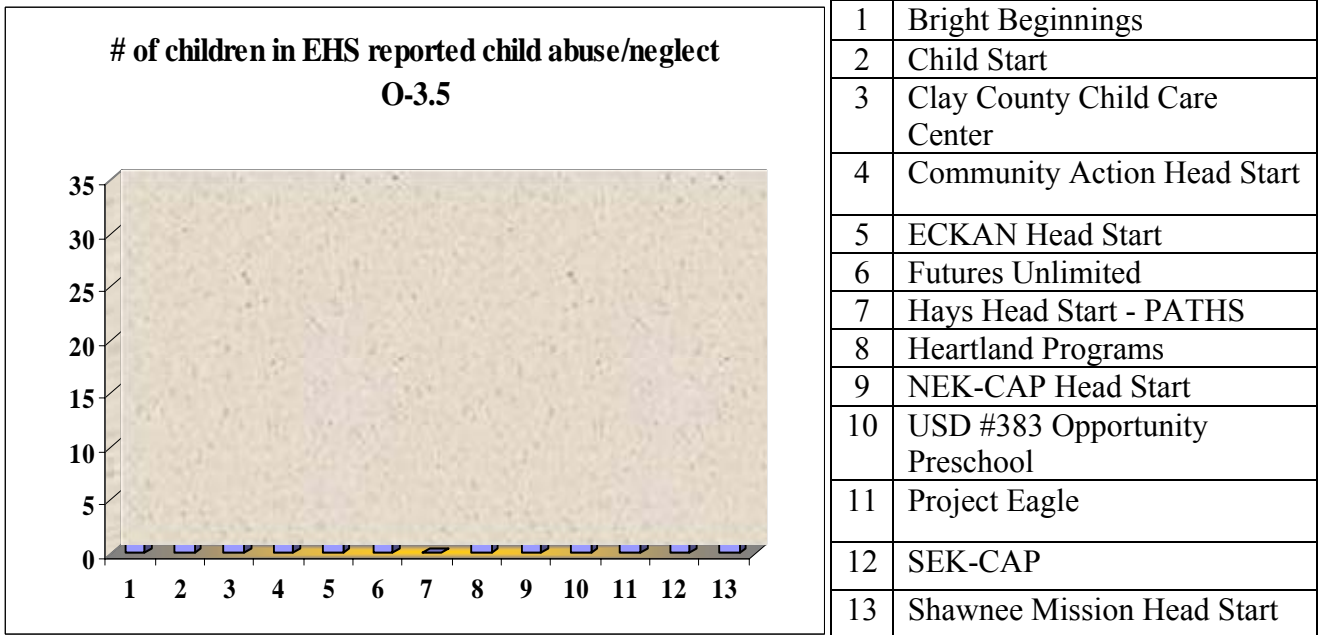 # of children in EHS reported child abuse/neglect
O-3.5
35
30
25
20
15
10
5
0
1 2 3 4 5 6 7 8 9 10 11 12 13
1 Bright Beginnings
2 Child Start
3 Clay County Child Care
Center
4 Community Action Head Start
5 ECKAN Head Start
6 Futures Unlimited
7 Hays Head Start - PATHS
8 Heartland Programs
9 NEK-CAP Head Start
10 USD #383 Opportunity
Preschool
11 Project Eagle
12 SEK-CAP
13 Shawnee Mission Head Start